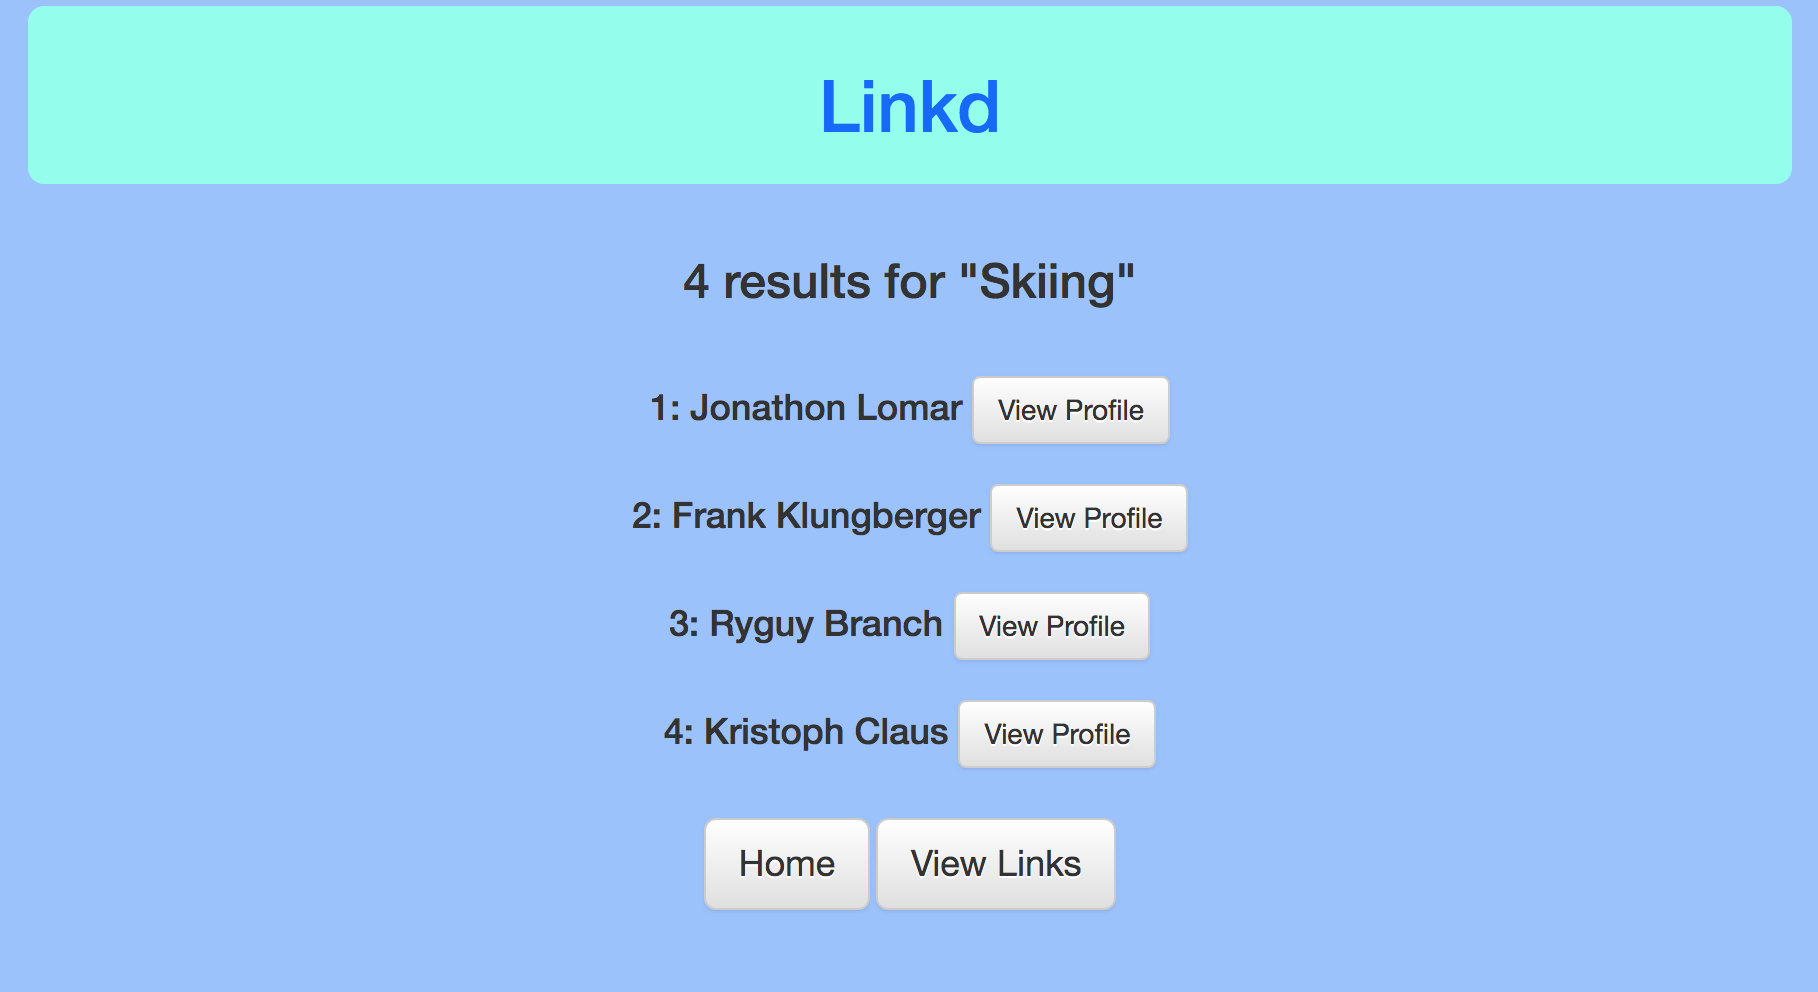 Linkd
4 results for "Skiing"
1: Jonathon Lomar View Profile
2: Frank Klungberger View Profile
3: Ryguy Branch View Profile
4: Kristoph Claus View Profile
Home View Links